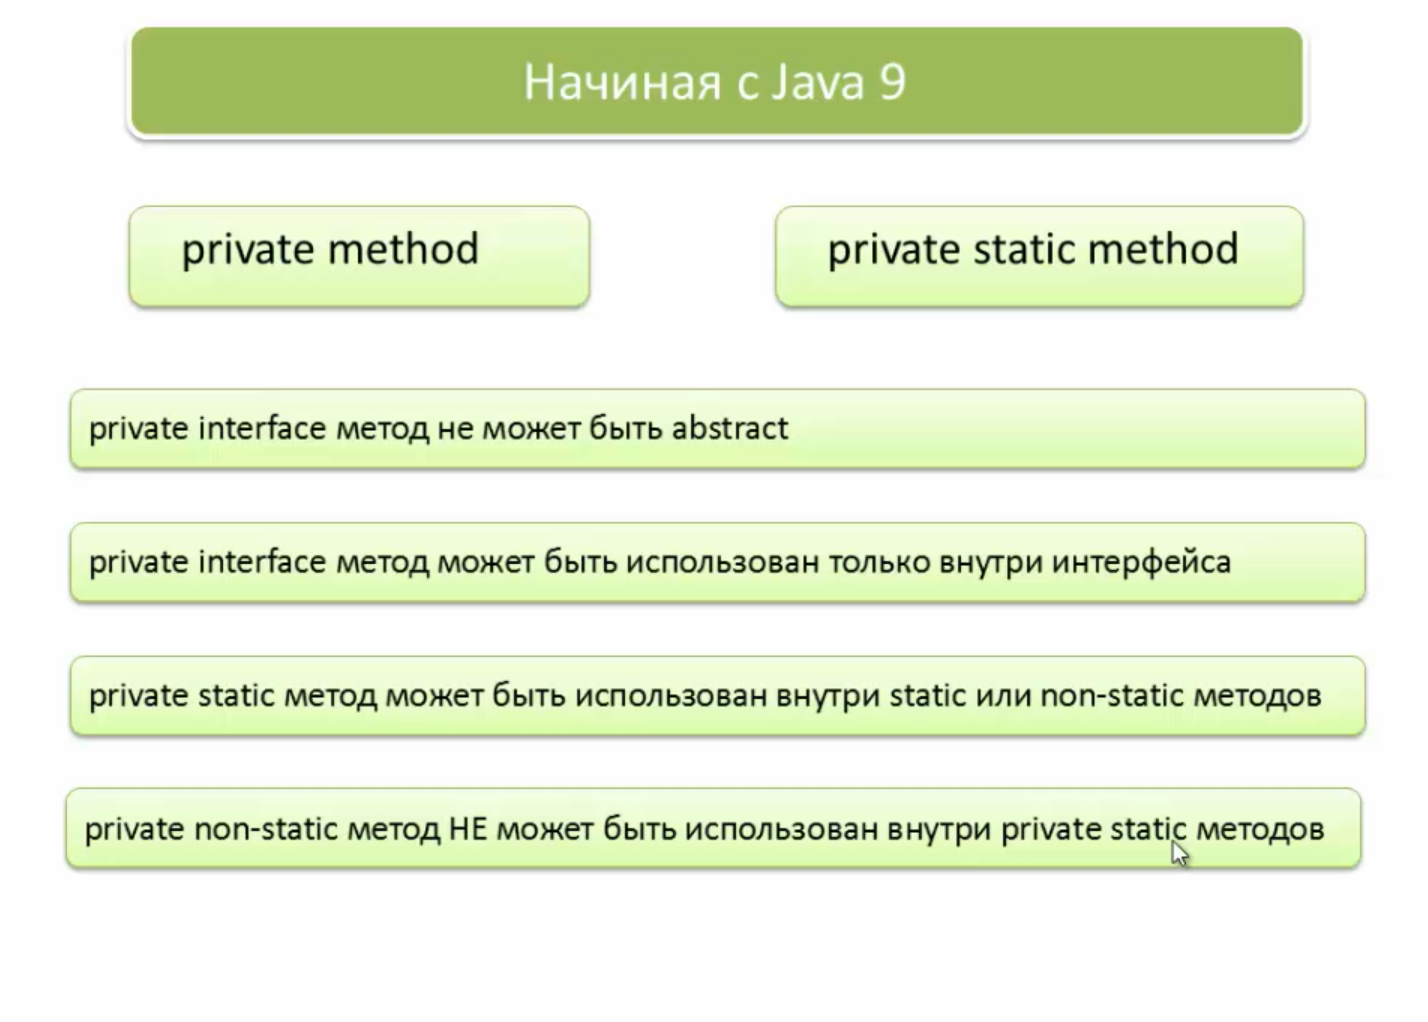 Начиная с Java 9
private method
private static method
private interface метод не может быть abstract
private interface метод может быть использован только внутри интерфейса
private static метод может быть использован внутри static или non-static методов
private non-static метод НЕ может быть использован внутри private static методов